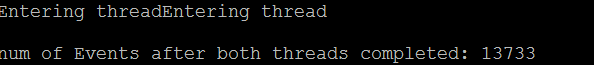 Entering threadEntering thread
num of Events after both threads completed: 13733